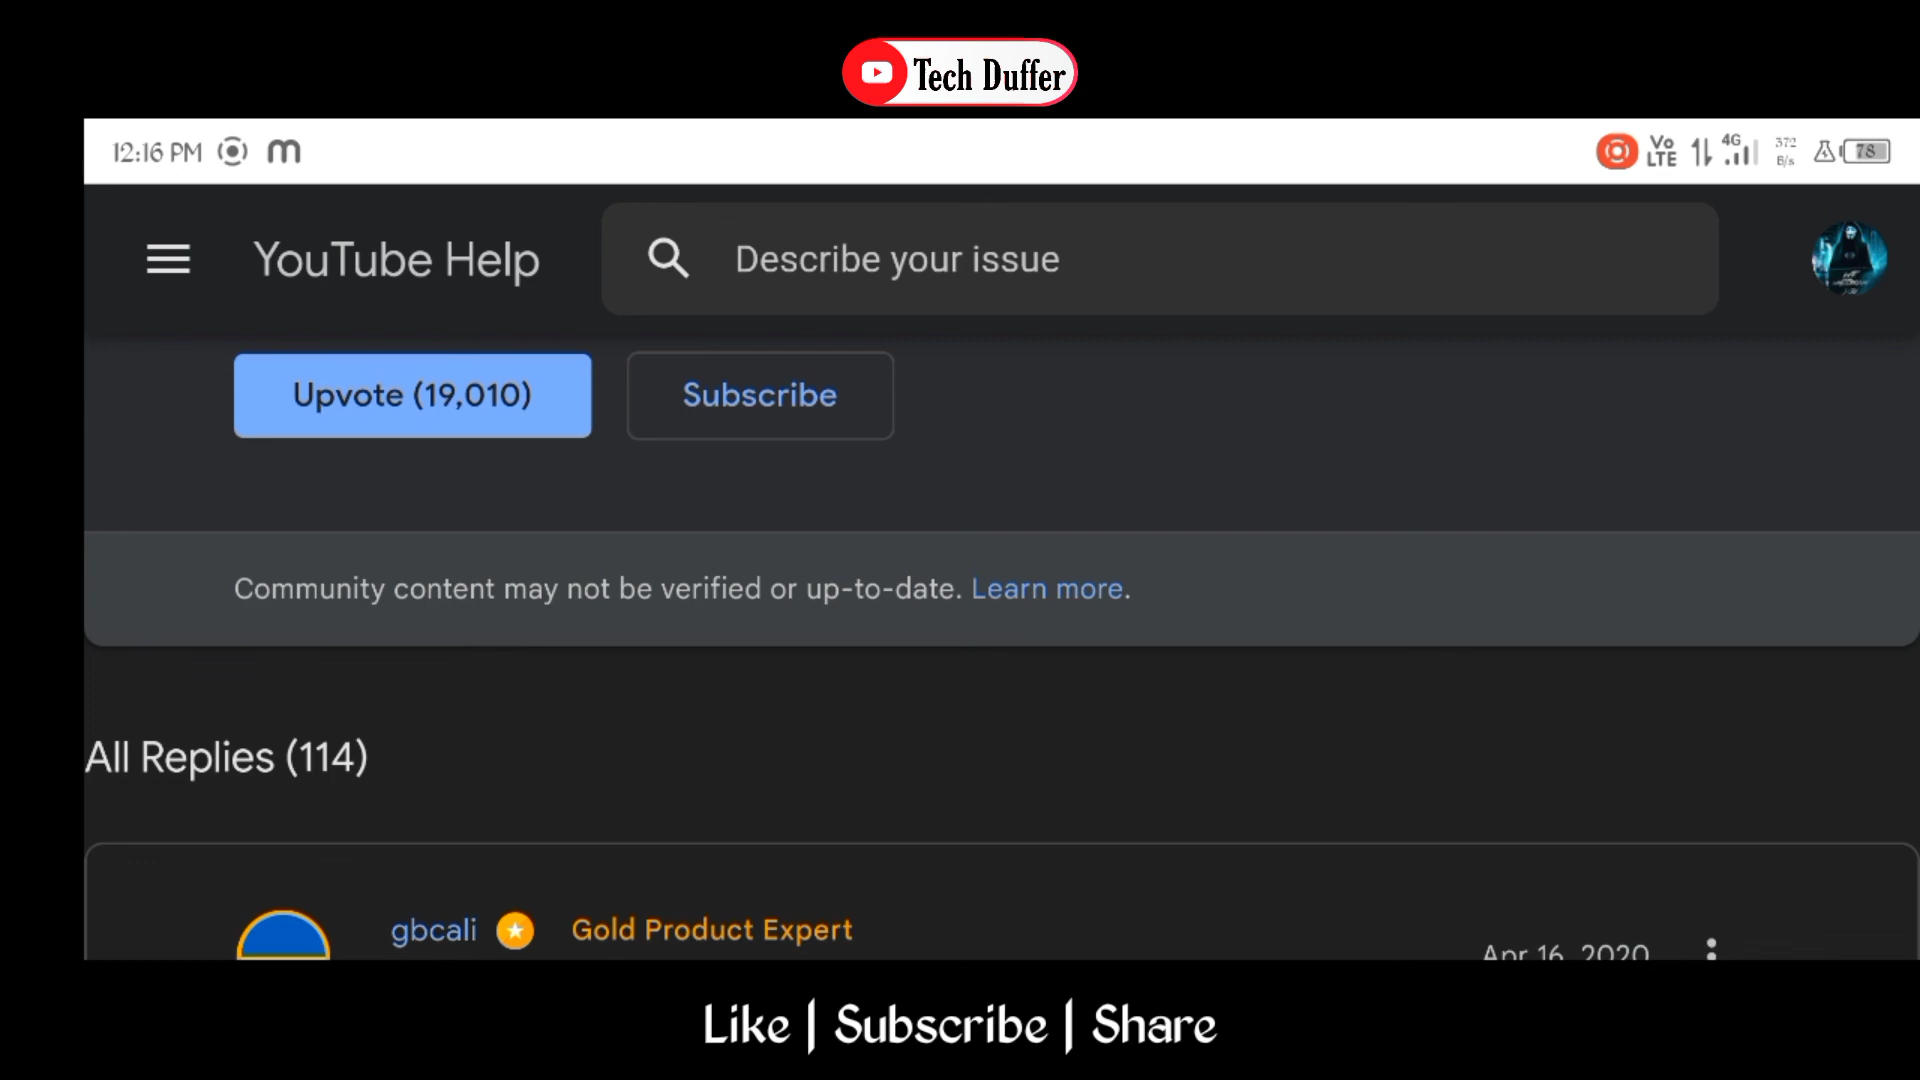 Tech Duffer
12:16 PM m Vo LTE 4G 372 B/s 78
YouTube Help Describe your issue
Upvote (19,010) Subscribe
Community content may not be verified or up-to-date. Learn more.
All Replies (114)
gbcali Gold Product Expert
Apr 16, 2020
Like | Subscribe | Share